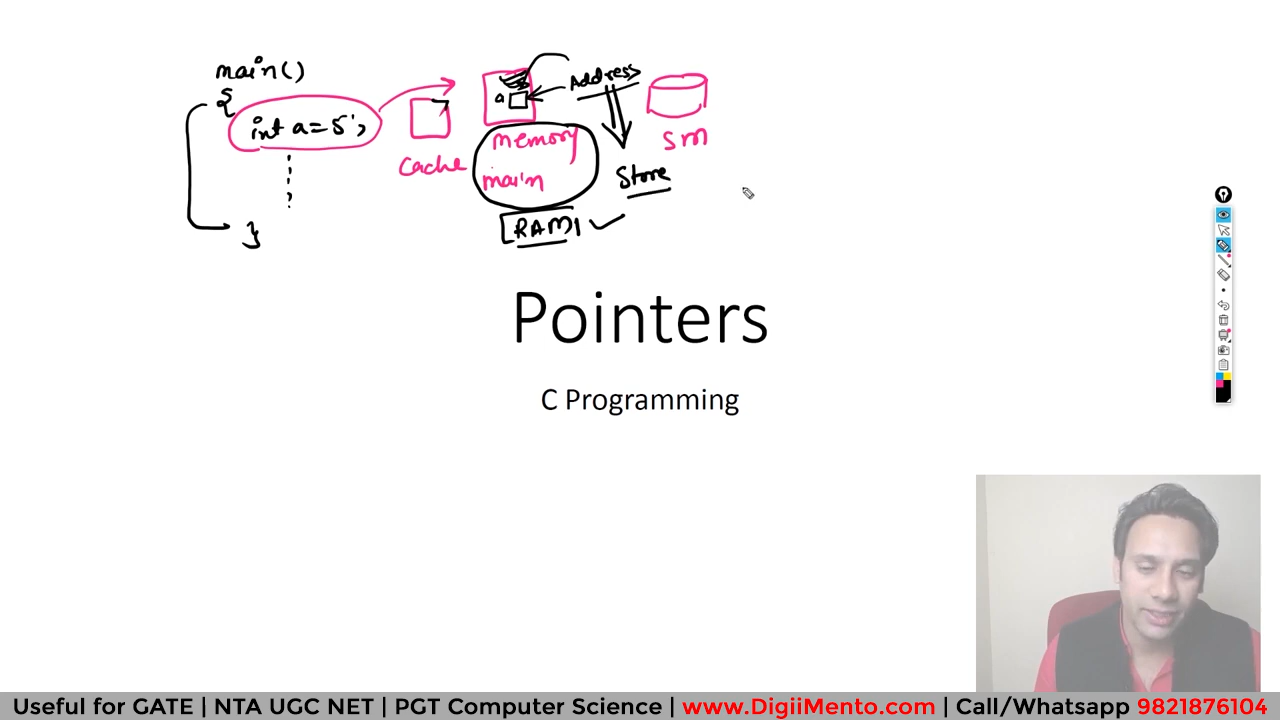 main()
{
int a = 5;
}
Cache
a
Address
memory
main
RAM
Store
SM
Pointers
C Programming
Useful for GATE | NTA UGC NET | PGT Computer Science | www.DigiiMento.com | Call/Whatsapp 9821876104